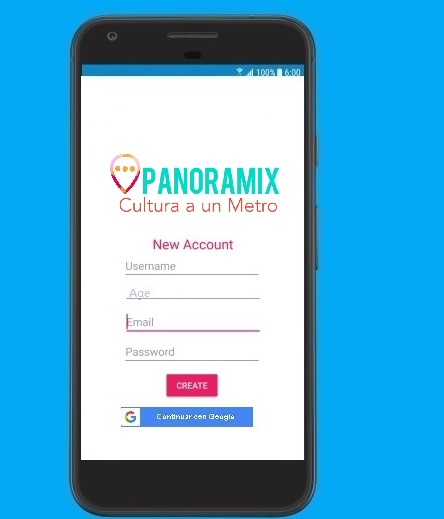 100% 6:00
PANORAMIX
Cultura a un Metro
New Account
Username
Age
Email
Password
CREATE
G Continuar con Google